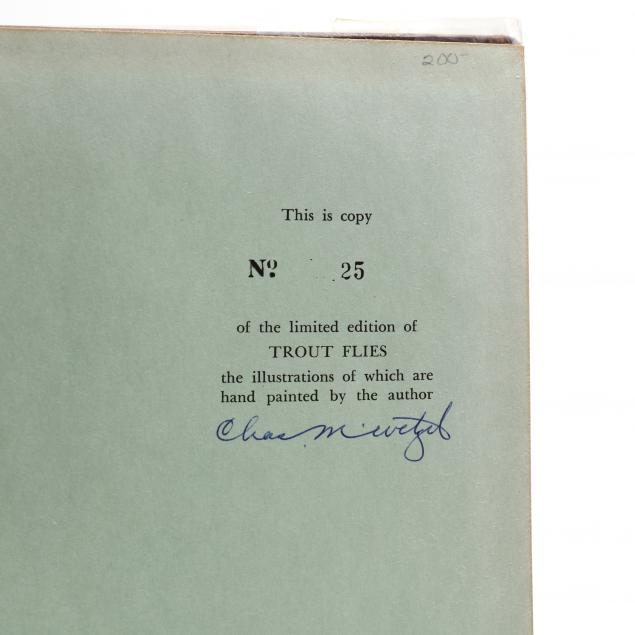 200-
This is copy
Nº 25
of the limited edition of
TROUT FLIES
the illustrations of which are
hand painted by the author
Chas. M. Wetzel